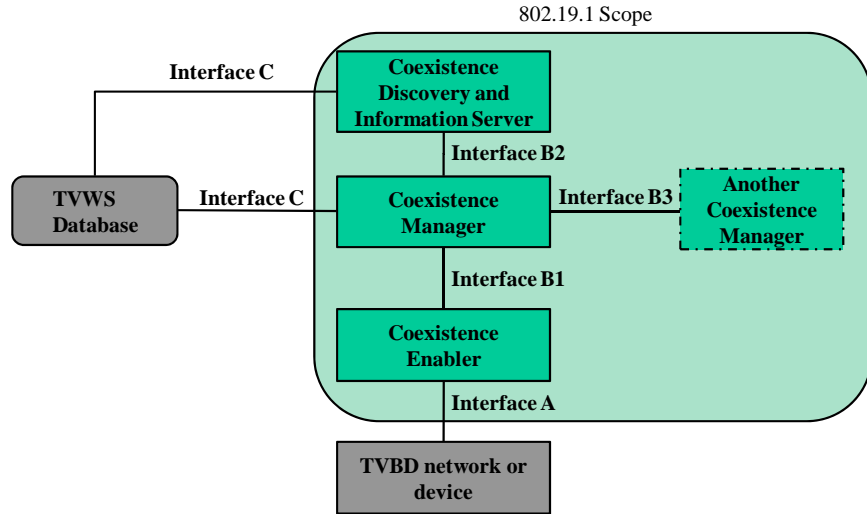 802.19.1 Scope
Interface C
Coexistence
Discovery and
Information Server
Interface B2
TVWS
Database
Interface C
Coexistence
Manager
Interface B3
Another
Coexistence
Manager
Interface B1
Coexistence
Enabler
Interface A
TVBD network or
device